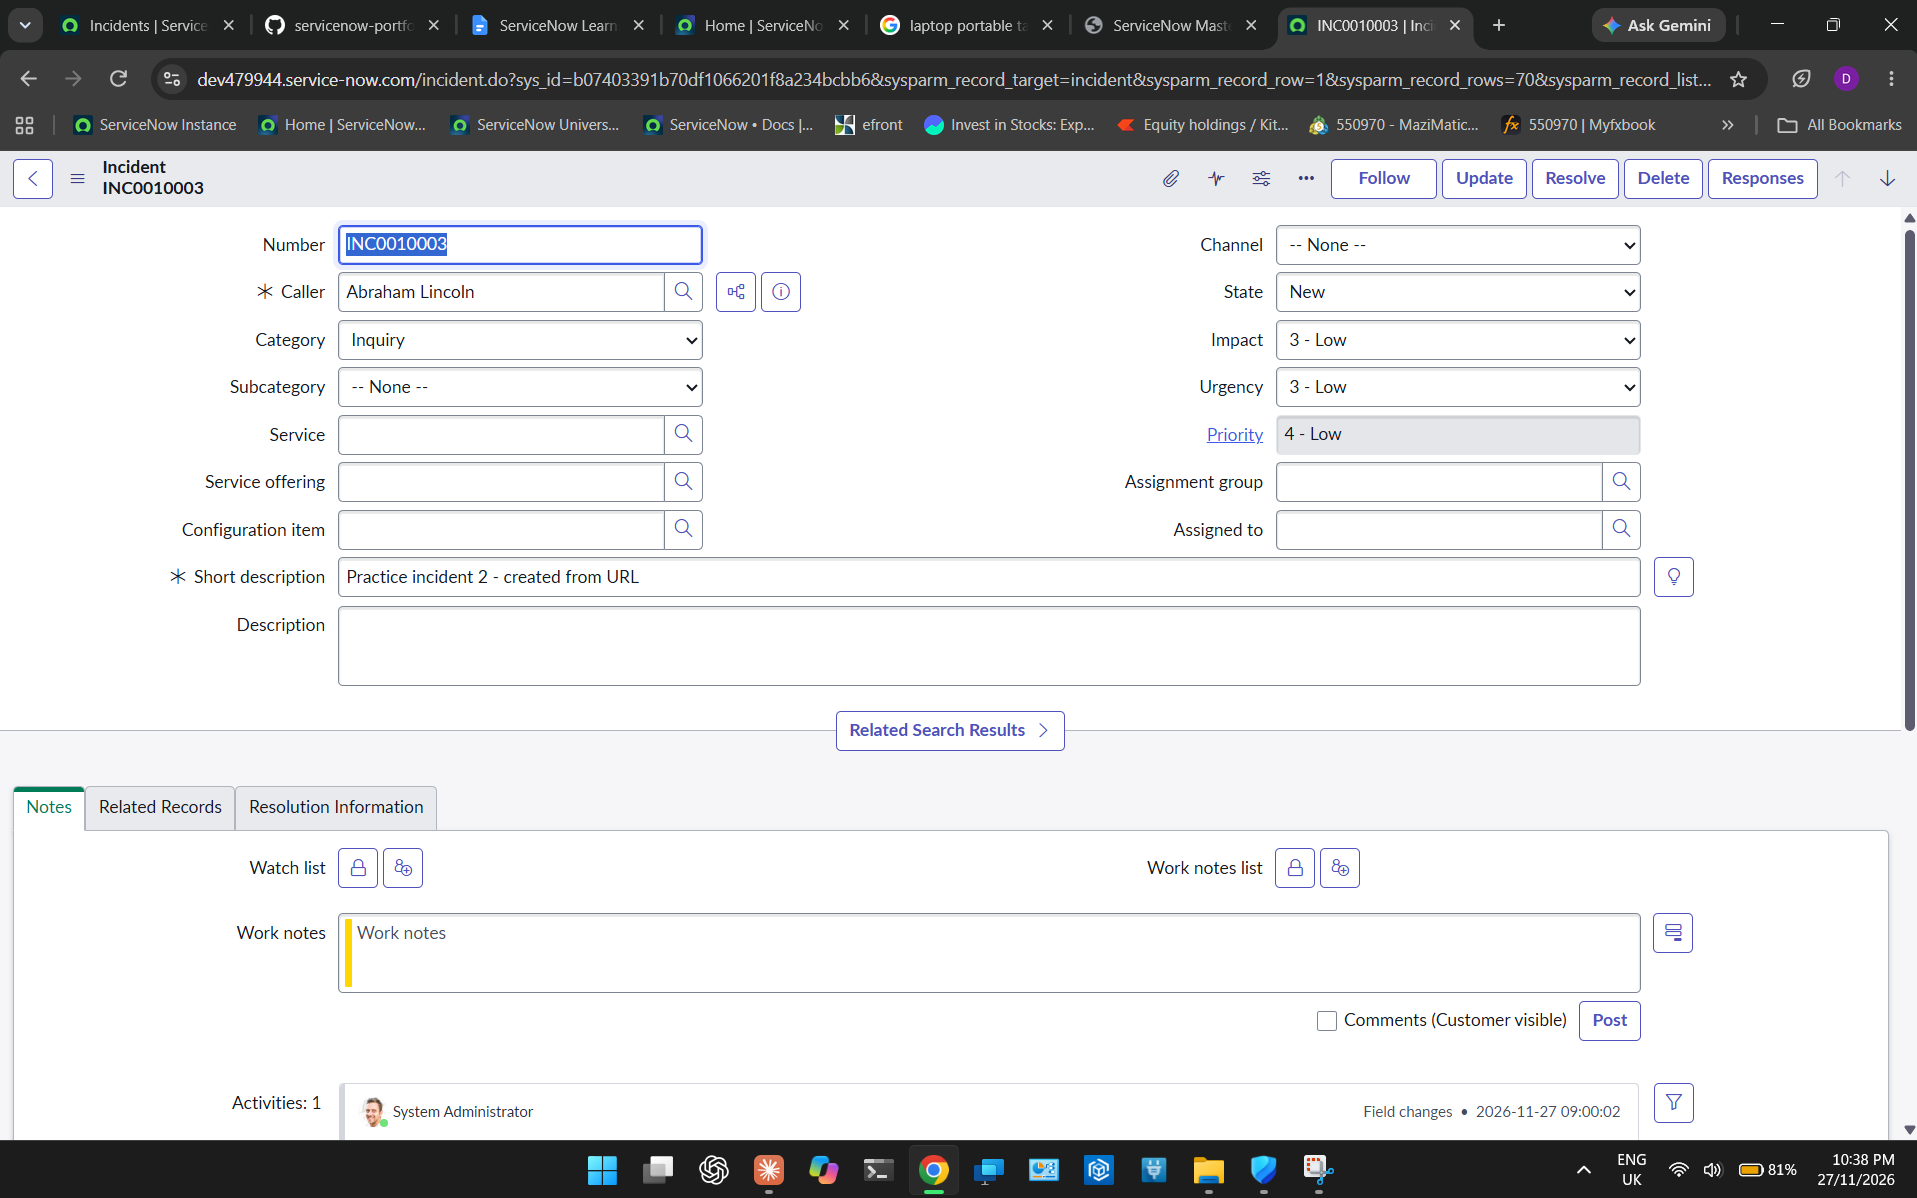 Incidents | Service
servicenow-portfo
ServiceNow Learn
Home | ServiceNo
laptop portable ta
ServiceNow Mast
INC0010003 | Inci
Ask Gemini
dev479944.service-now.com/incident.do?sys_id=b07403391b70df1066201f8a234bcbb6&sysparm_record_target=incident&sysparm_record_row=1&sysparm_record_rows=70&sysparm_record_list...
D
ServiceNow Instance
Home | ServiceNow...
ServiceNow Univers...
ServiceNow • Docs |...
efront
Invest in Stocks: Exp...
Equity holdings / Kit...
550970 - MaziMatic...
550970 | Myfxbook
All Bookmarks
Incident
INC0010003
Follow
Update
Resolve
Delete
Responses
Number
INC0010003
Channel
-- None --
Caller
Abraham Lincoln
State
New
Category
Inquiry
Impact
3 - Low
Subcategory
-- None --
Urgency
3 - Low
Service
Priority
4 - Low
Service offering
Assignment group
Configuration item
Assigned to
Short description
Practice incident 2 - created from URL
Description
Related Search Results
Notes
Related Records
Resolution Information
Watch list
Work notes list
Work notes
Work notes
Comments (Customer visible)
Post
Activities: 1
System Administrator
Field changes • 2026-11-27 09:00:02
ENG
UK
81%
10:38 PM
27/11/2026